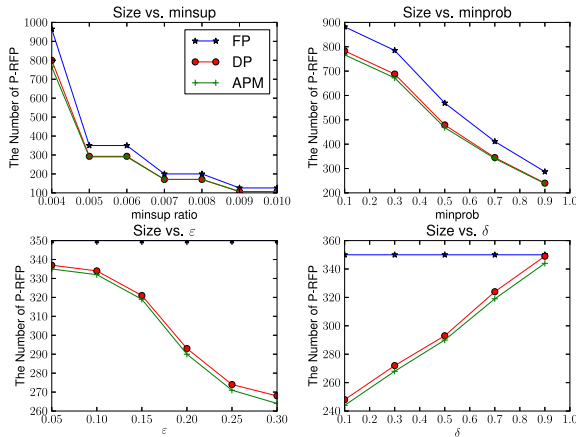 Size vs. minsup
The Number of P-RFP
1000
900
800
700
600
500
400
300
200
100
FP
DP
APM
0.004 0.005 0.006 0.007 0.008 0.009 0.010
minsup ratio
Size vs. minprob
The Number of P-RFP
900
800
700
600
500
400
300
200
0.1 0.2 0.3 0.4 0.5 0.6 0.7 0.8 0.9 1.0
minprob
Size vs. ε
The Number of P-RFP
350
340
330
320
310
300
290
280
270
260
0.05 0.10 0.15 0.20 0.25 0.30
ε
Size vs. δ
The Number of P-RFP
360
340
320
300
280
260
240
0.1 0.2 0.3 0.4 0.5 0.6 0.7 0.8 0.9 1.0
δ